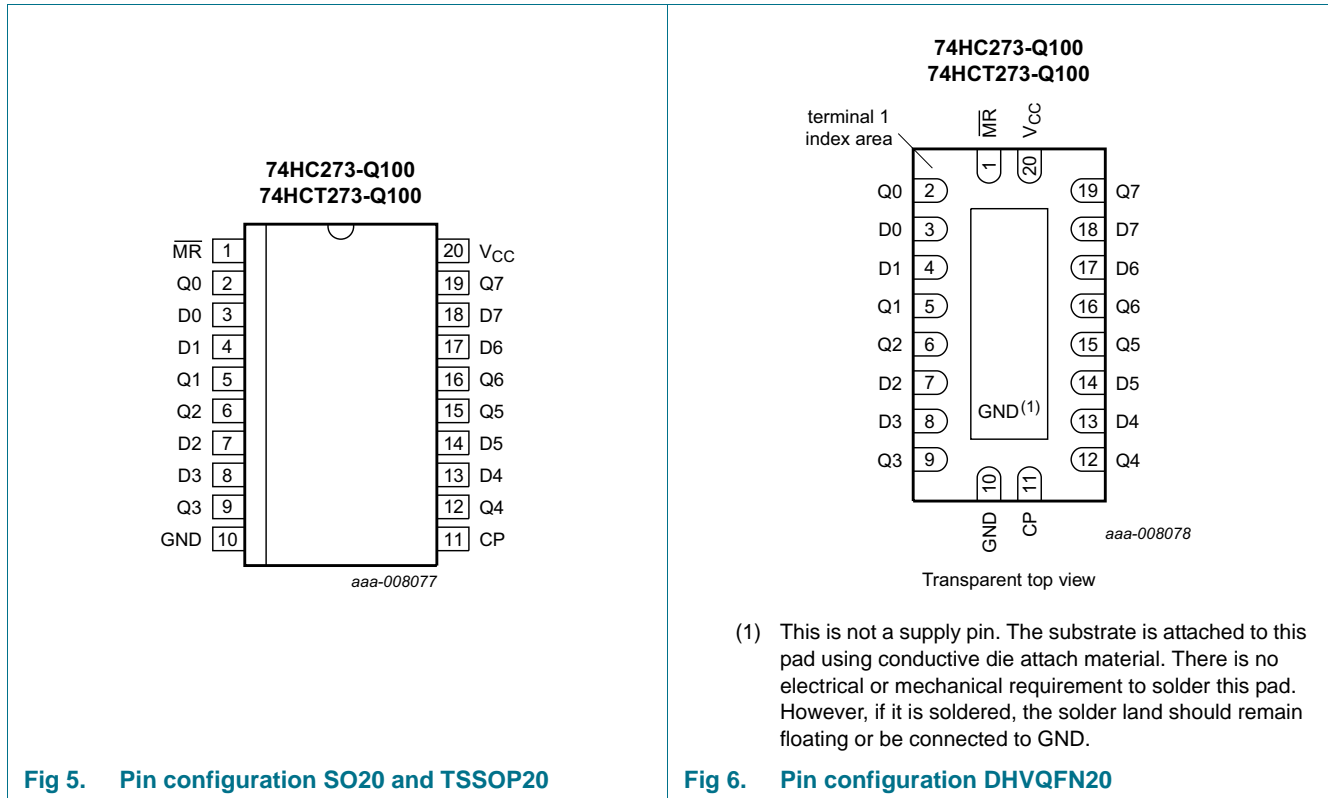 74HC273-Q100
74HCT273-Q100
MR 1 20 VCC
Q0 2 19 Q7
D0 3 18 D7
D1 4 17 D6
Q1 5 16 Q6
Q2 6 15 Q5
D2 7 14 D5
D3 8 13 D4
Q3 9 12 Q4
GND 10 11 CP
aaa-008077
Fig 5. Pin configuration SO20 and TSSOP20
74HC273-Q100
74HCT273-Q100
terminal 1
index area
MR VCC
1 20
Q0 2 19 Q7
D0 3 18 D7
D1 4 17 D6
Q1 5 16 Q6
Q2 6 15 Q5
D2 7 14 D5
D3 8 GND(1) 13 D4
Q3 9 12 Q4
10 11
GND CP
aaa-008078
Transparent top view
(1) This is not a supply pin. The substrate is attached to this
pad using conductive die attach material. There is no
electrical or mechanical requirement to solder this pad.
However, if it is soldered, the solder land should remain
floating or be connected to GND.
Fig 6. Pin configuration DHVQFN20